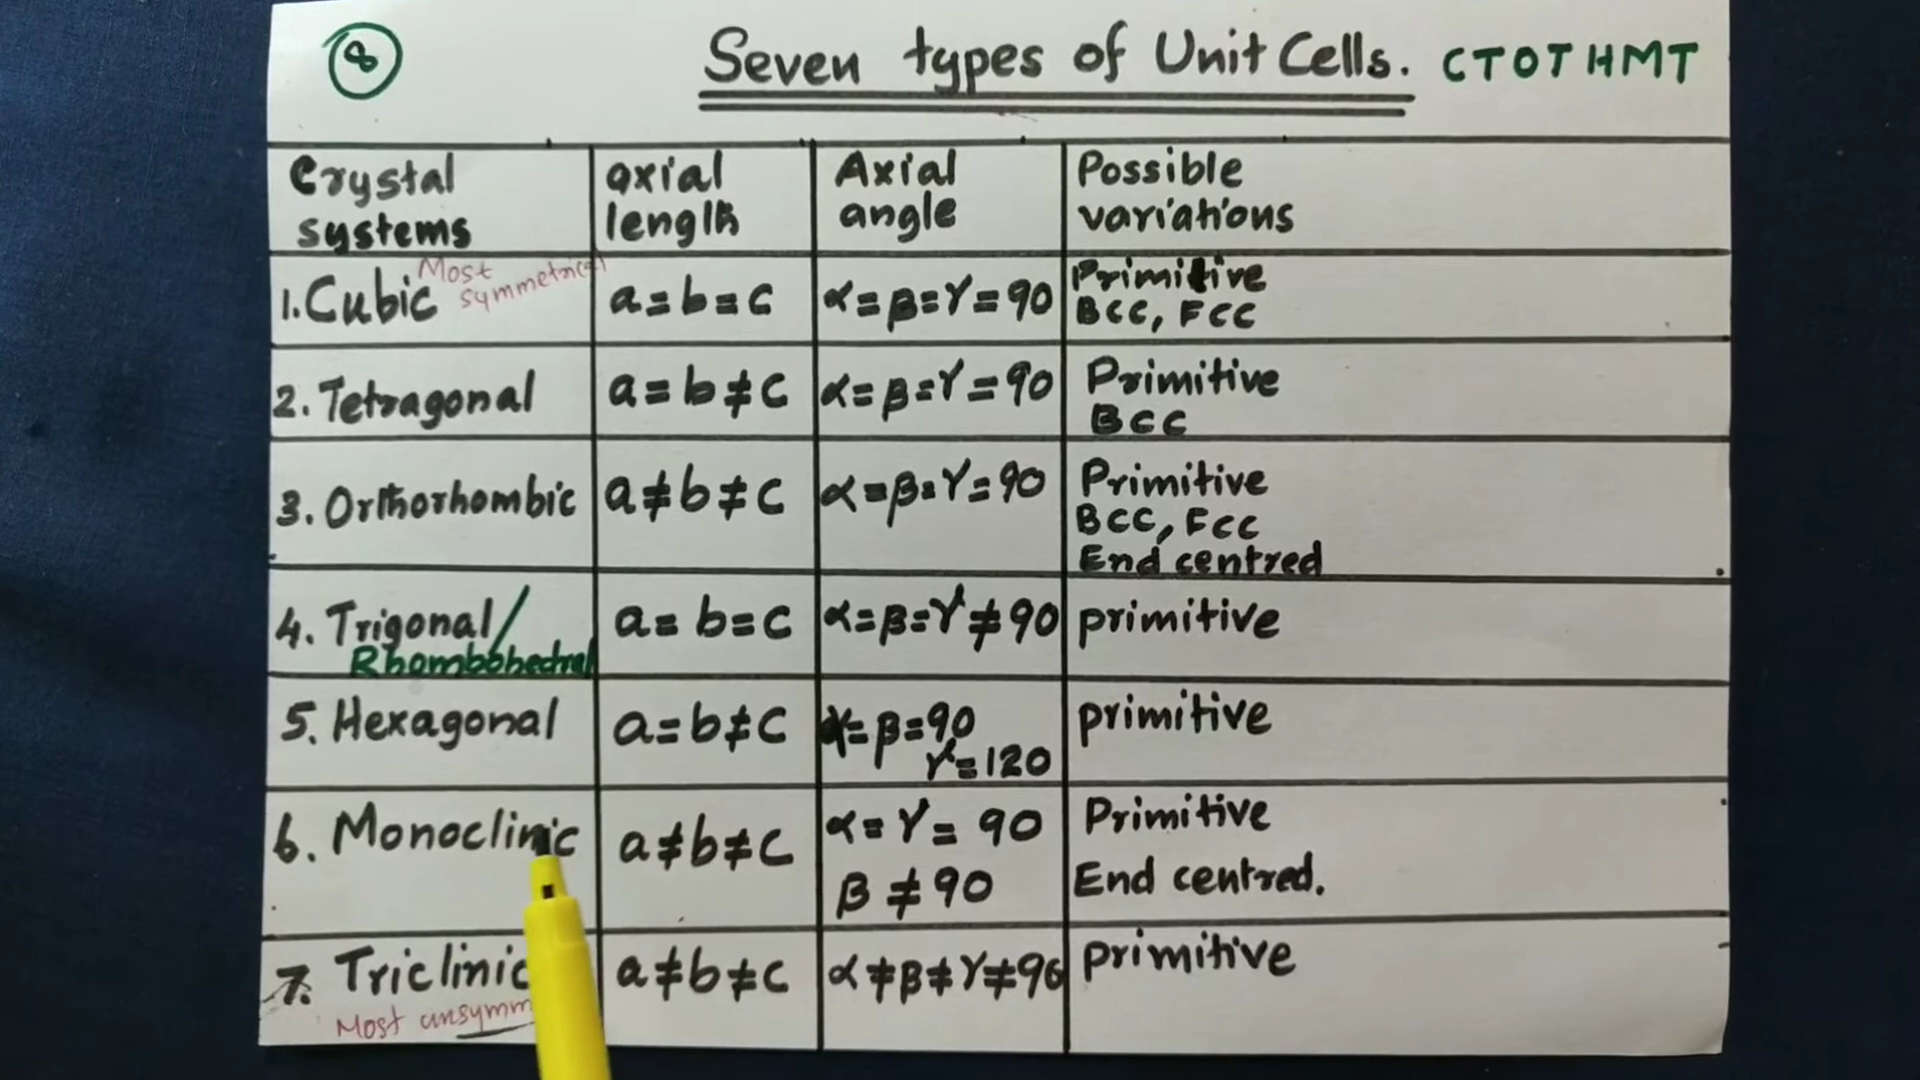 8
Seven types of Unit Cells. CTOTHMT
Crystal systems
axial length
Axial angle
Possible variations
1. Cubic
Most symmetrical
a = b = c
α = β = γ = 90
Primitive
BCC, FCC
2. Tetragonal
a = b ≠ c
α = β = γ = 90
Primitive
BCC
3. Orthorhombic
a ≠ b ≠ c
α = β = γ = 90
Primitive
BCC, FCC
End centred
4. Trigonal/
Rhombohedral
a = b = c
α = β = γ ≠ 90
primitive
5. Hexagonal
a = b ≠ c
α = β = 90
γ = 120
primitive
6. Monoclinic
a ≠ b ≠ c
α = γ = 90
β ≠ 90
Primitive
End centred.
7. Triclinic
Most unsymm
a ≠ b ≠ c
α ≠ β ≠ γ ≠ 90
primitive